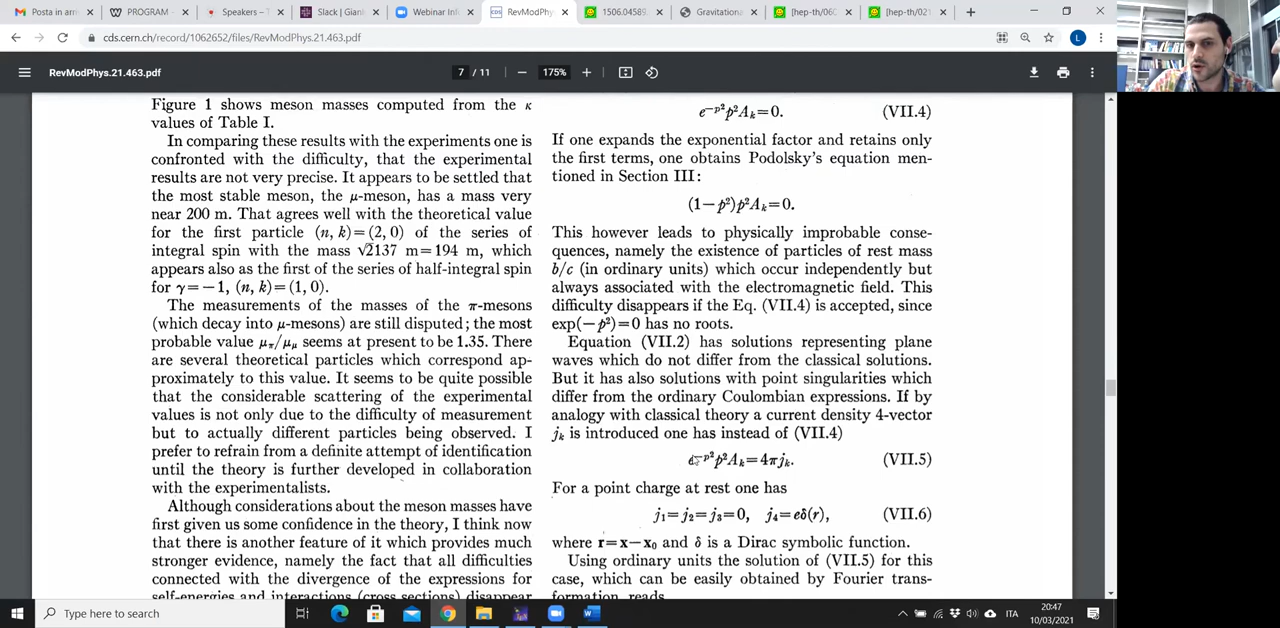 Posta in arr
PROGRAM -
Speakers – T
Slack | Gian
Webinar Inf
RevModPhy
1506.04589
Gravitationa
[hep-th/060
[hep-th/021
cds.cern.ch/record/1062652/files/RevModPhys.21.463.pdf
L
RevModPhys.21.463.pdf
7 / 11
175%
Figure 1 shows meson masses computed from the κ
values of Table I.
In comparing these results with the experiments one is
confronted with the difficulty, that the experimental
results are not very precise. It appears to be settled that
the most stable meson, the μ-meson, has a mass very
near 200 m. That agrees well with the theoretical value
for the first particle (n, k)=(2, 0) of the series of
integral spin with the mass √2137 m=194 m, which
appears also as the first of the series of half-integral spin
for γ=−1, (n, k)=(1, 0).
The measurements of the masses of the π-mesons
(which decay into μ-mesons) are still disputed; the most
probable value μπ/μμ seems at present to be 1.35. There
are several theoretical particles which correspond ap-
proximately to this value. It seems to be quite possible
that the considerable scattering of the experimental
values is not only due to the difficulty of measurement
but to actually different particles being observed. I
prefer to refrain from a definite attempt of identification
until the theory is further developed in collaboration
with the experimentalists.
Although considerations about the meson masses have
first given us some confidence in the theory, I think now
that there is another feature of it which provides much
stronger evidence, namely the fact that all difficulties
connected with the divergence of the expressions for
self-energies and interactions (cross sections) disappear
e−p²p²Ak=0. (VII.4)
If one expands the exponential factor and retains only
the first terms, one obtains Podolsky's equation men-
tioned in Section III:
(1−p²)p²Ak=0.
This however leads to physically improbable conse-
quences, namely the existence of particles of rest mass
b/c (in ordinary units) which occur independently but
always associated with the electromagnetic field. This
difficulty disappears if the Eq. (VII.4) is accepted, since
exp(−p²)=0 has no roots.
Equation (VII.2) has solutions representing plane
waves which do not differ from the classical solutions.
But it has also solutions with point singularities which
differ from the ordinary Coulombian expressions. If by
analogy with classical theory a current density 4-vector
jk is introduced one has instead of (VII.4)
e−p²p²Ak=4πjk. (VII.5)
For a point charge at rest one has
j1=j2=j3=0, j4=eδ(r), (VII.6)
where r=x−x0 and δ is a Dirac symbolic function.
Using ordinary units the solution of (VII.5) for this
case, which can be easily obtained by Fourier trans-
formation, reads
Type here to search
ITA
20:47
10/03/2021